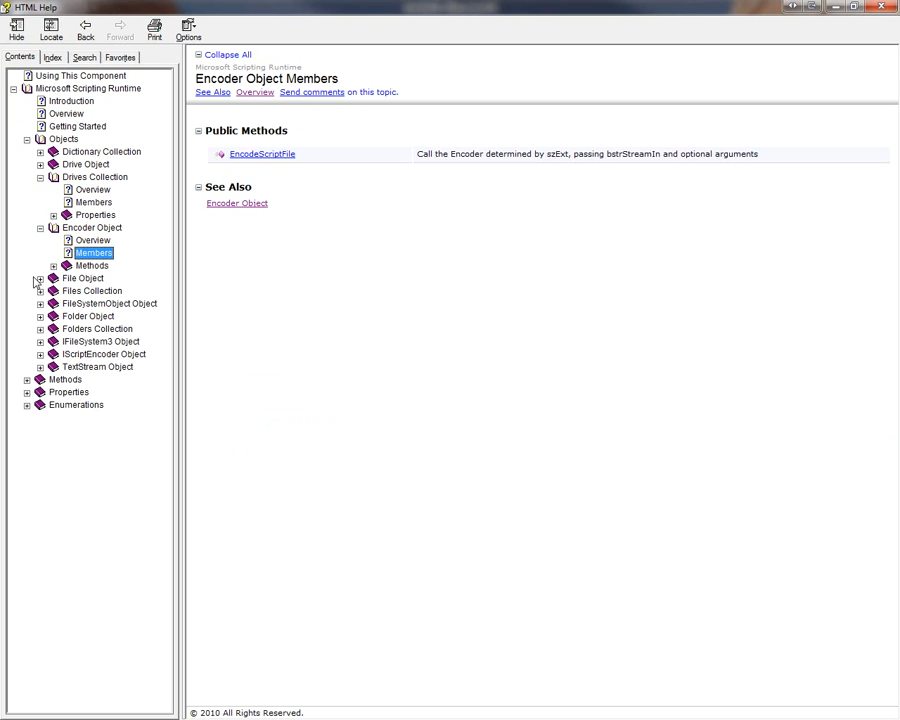 HTML Help
Hide
Locate
Back
Forward
Print
Options
Contents
Index
Search
Favorites
Using This Component
Microsoft Scripting Runtime
Introduction
Overview
Getting Started
Objects
Dictionary Collection
Drive Object
Drives Collection
Overview
Members
Properties
Encoder Object
Overview
Members
Methods
File Object
Files Collection
FileSystemObject Object
Folder Object
Folders Collection
IFileSystem3 Object
IScriptEncoder Object
TextStream Object
Methods
Properties
Enumerations
Collapse All
Microsoft Scripting Runtime
Encoder Object Members
See Also Overview Send comments on this topic.
Public Methods
EncodeScriptFile Call the Encoder determined by szExt, passing bstrStreamIn and optional arguments
See Also
Encoder Object
© 2010 All Rights Reserved.